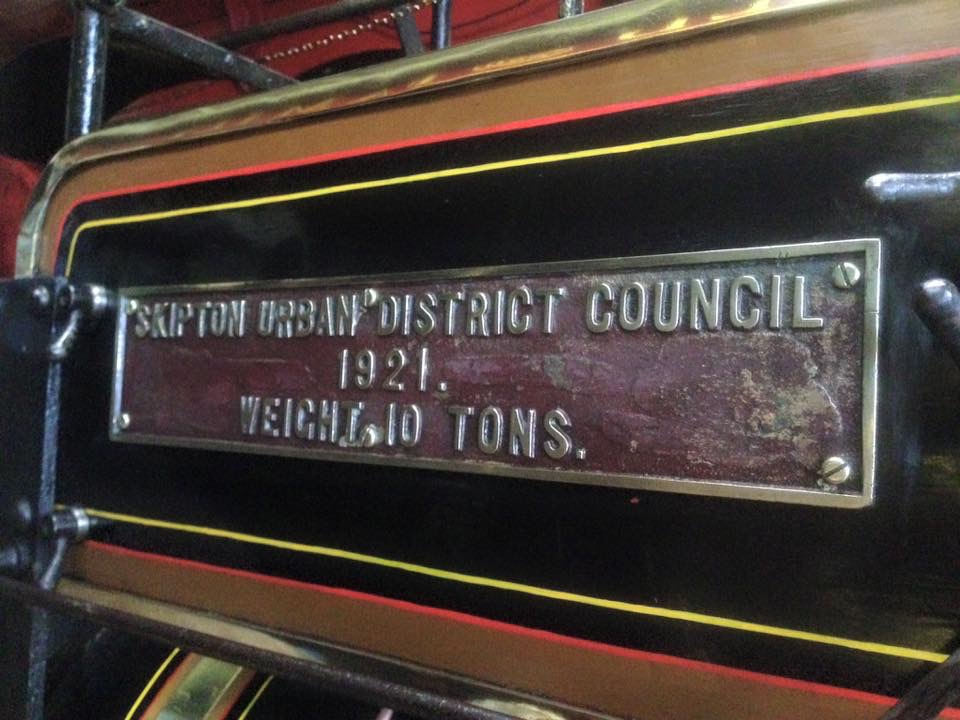 "SKIPTON URBAN" DISTRICT COUNCIL
1921.
WEIGHT. 10 TONS.